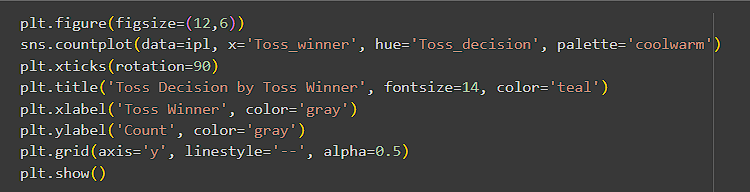 plt.figure(figsize=(12,6))
sns.countplot(data=ipl, x='Toss_winner', hue='Toss_decision', palette='coolwarm')
plt.xticks(rotation=90)
plt.title('Toss Decision by Toss Winner', fontsize=14, color='teal')
plt.xlabel('Toss Winner', color='gray')
plt.ylabel('Count', color='gray')
plt.grid(axis='y', linestyle='--', alpha=0.5)
plt.show()